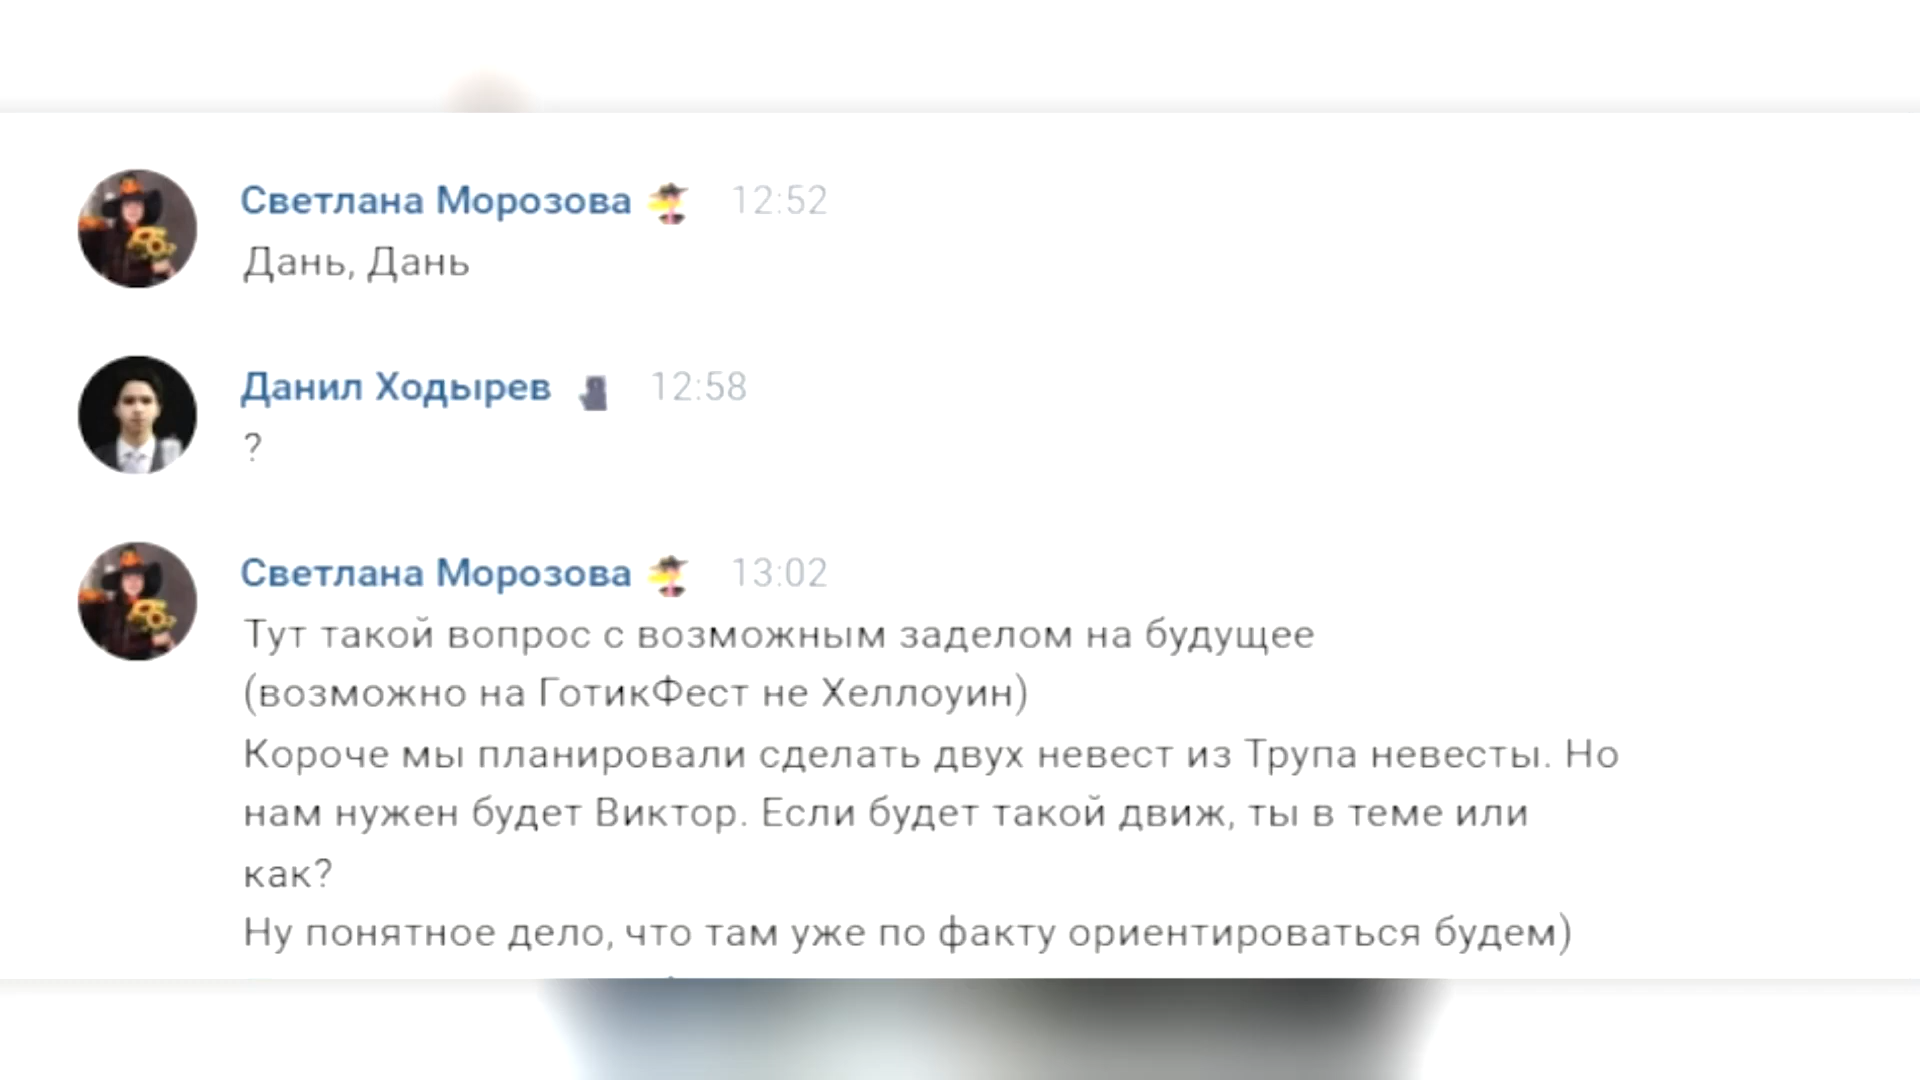 Светлана Морозова 12:52
Дань, Дань
Данил Ходырев 12:58
?
Светлана Морозова 13:02
Тут такой вопрос с возможным заделом на будущее
(возможно на ГотикФест не Хеллоуин)
Короче мы планировали сделать двух невест из Трупа невесты. Но
нам нужен будет Виктор. Если будет такой движ, ты в теме или
как?
Ну понятное дело, что там уже по факту ориентироваться будем)